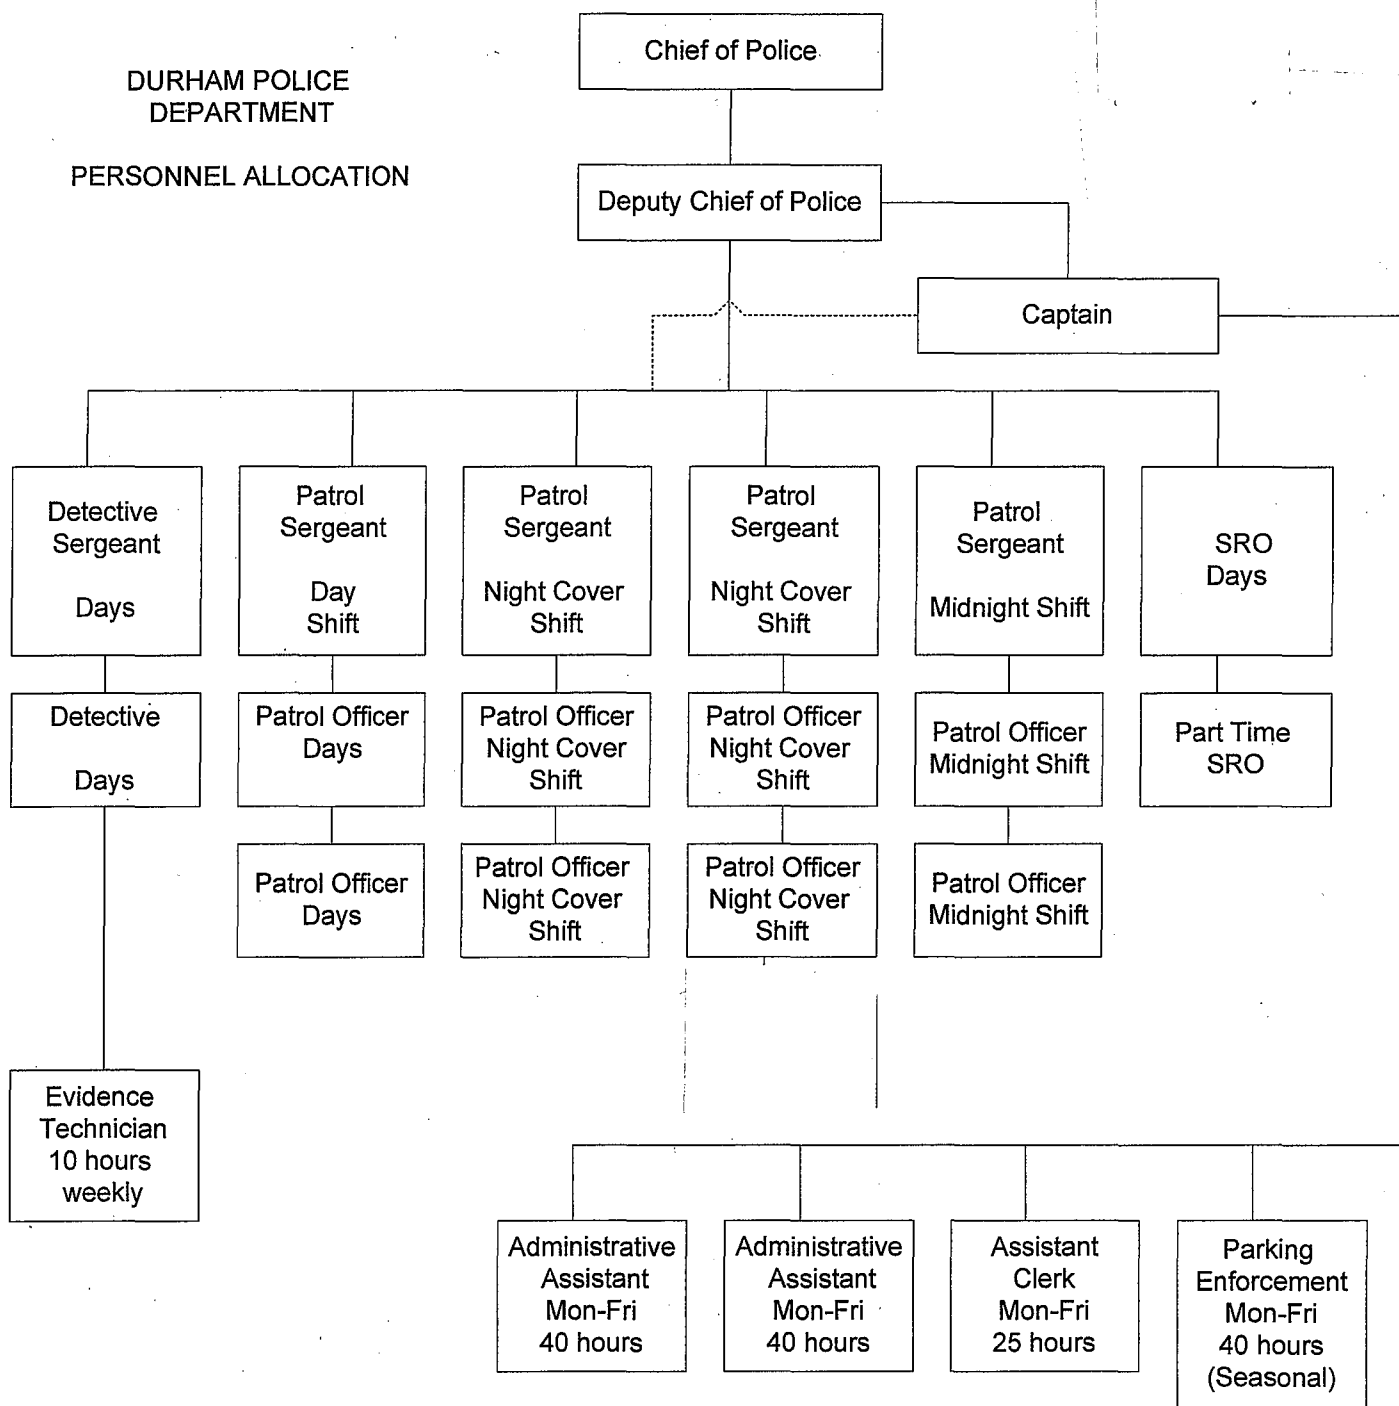 DURHAM POLICE
DEPARTMENT
PERSONNEL ALLOCATION
Chief of Police
Deputy Chief of Police
Captain
Detective
Sergeant
Days
Patrol
Sergeant
Day
Shift
Patrol
Sergeant
Night Cover
Shift
Patrol
Sergeant
Night Cover
Shift
Patrol
Sergeant
Midnight Shift
SRO
Days
Detective
Days
Patrol Officer
Days
Patrol Officer
Night Cover
Shift
Patrol Officer
Night Cover
Shift
Patrol Officer
Midnight Shift
Part Time
SRO
Patrol Officer
Days
Patrol Officer
Night Cover
Shift
Patrol Officer
Night Cover
Shift
Patrol Officer
Midnight Shift
Evidence
Technician
10 hours
weekly
Administrative
Assistant
Mon-Fri
40 hours
Administrative
Assistant
Mon-Fri
40 hours
Assistant
Clerk
Mon-Fri
25 hours
Parking
Enforcement
Mon-Fri
40 hours
(Seasonal)